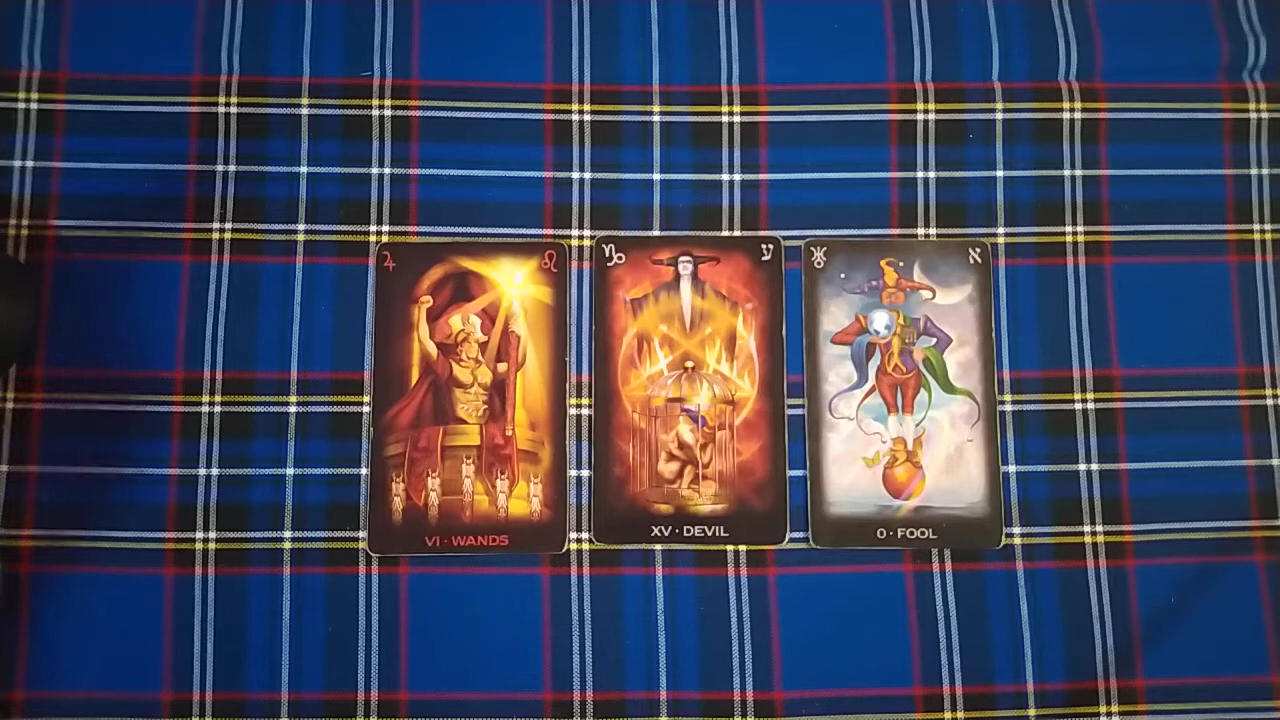 VI · WANDS
ע
XV · DEVIL
א
0 · FOOL